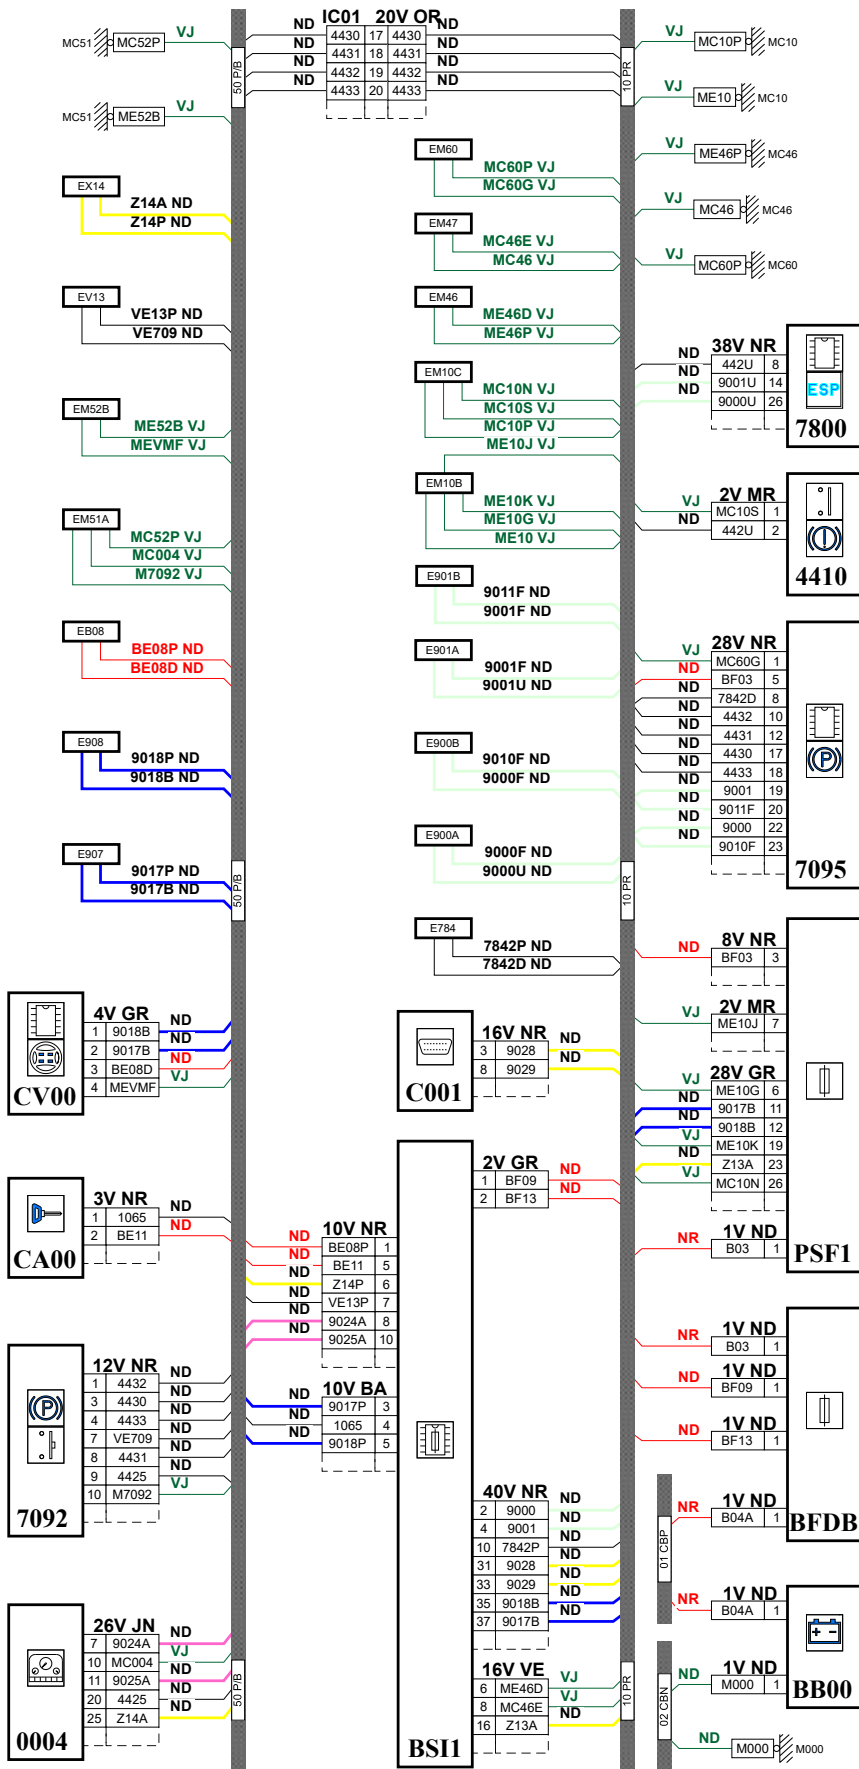 IC01 20V OR
ND 4430 17 4430 ND
ND 4431 18 4431 ND
ND 4432 19 4432 ND
ND 4433 20 4433 ND
MC51 MC52P VJ
MC51 ME52B VJ
50 P/B
10 PR
VJ MC10P MC10
VJ ME10 MC10
VJ ME46P MC46
VJ MC46 MC46
VJ MC60P MC60
EX14
Z14A ND
Z14P ND
EV13
VE13P ND
VE709 ND
EM52B
ME52B VJ
MEVMF VJ
EM51A
MC52P VJ
MC004 VJ
M7092 VJ
EB08
BE08P ND
BE08D ND
E908
9018P ND
9018B ND
E907
9017P ND
9017B ND
50 P/B
EM60
MC60P VJ
MC60G VJ
EM47
MC46E VJ
MC46 VJ
EM46
ME46D VJ
ME46P VJ
EM10C
MC10N VJ
MC10S VJ
MC10P VJ
ME10J VJ
EM10B
ME10K VJ
ME10G VJ
ME10 VJ
E901B
9011F ND
9001F ND
E901A
9001F ND
9001U ND
E900B
9010F ND
9000F ND
E900A
9000F ND
9000U ND
E784
7842P ND
7842D ND
10 PR
38V NR
ND 442U 8
ND 9001U 14
ND 9000U 26
ESP
7800
2V MR
VJ MC10S 1
ND 442U 2
4410
28V NR
VJ MC60G 1
ND BF03 5
ND 7842D 8
ND 4432 10
ND 4431 12
ND 4430 17
ND 4433 18
ND 9001 19
ND 9011F 20
ND 9000 22
ND 9010F 23
7095
8V NR
ND BF03 3
2V MR
VJ ME10J 7
28V GR
VJ ME10G 6
ND 9017B 11
ND 9018B 12
VJ ME10K 19
ND Z13A 23
VJ MC10N 26
1V ND
NR B03 1
PSF1
4V GR
1 9018B ND
2 9017B ND
3 BE08D ND
4 MEVMF VJ
CV00
3V NR
1 1065 ND
2 BE11 ND
CA00
12V NR
1 4432 ND
3 4430 ND
4 4433 ND
7 VE709 ND
8 4431 ND
9 4425 ND
10 M7092 VJ
7092
26V JN
7 9024A ND
10 MC004 VJ
11 9025A ND
20 4425 ND
25 Z14A ND
0004
50 P/B
16V NR
3 9028 ND
8 9029 ND
C001
2V GR
1 BF09 ND
2 BF13 ND
10V NR
ND BE08P 1
ND BE11 5
ND Z14P 6
ND VE13P 7
ND 9024A 8
ND 9025A 10
10V BA
ND 9017P 3
ND 1065 4
ND 9018P 5
40V NR
2 9000 ND
4 9001 ND
10 7842P ND
31 9028 ND
33 9029 ND
35 9018B ND
37 9017B ND
16V VE
6 ME46D VJ
8 MC46E VJ
16 Z13A ND
BSI1
10 PR
1V ND
NR B03 1
1V ND
ND BF09 1
1V ND
ND BF13 1
1V ND
NR B04A 1
BFDB
01 CBP
1V ND
NR B04A 1
1V ND
ND M000 1
BB00
02 CBN
ND M000 M000